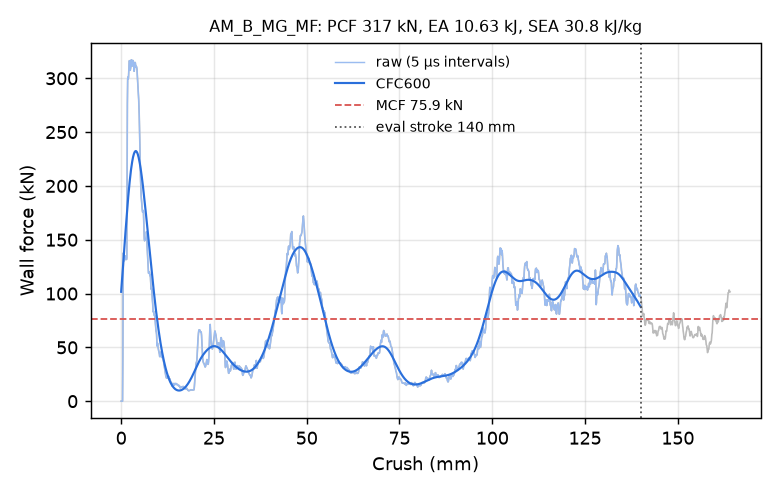 AM_B_MG_MF: PCF 317 kN, EA 10.63 kJ, SEA 30.8 kJ/kg
raw (5 µs intervals)
CFC600
MCF 75.9 kN
eval stroke 140 mm
Wall force (kN)
300
250
200
150
100
50
0
0
25
50
75
100
125
150
Crush (mm)